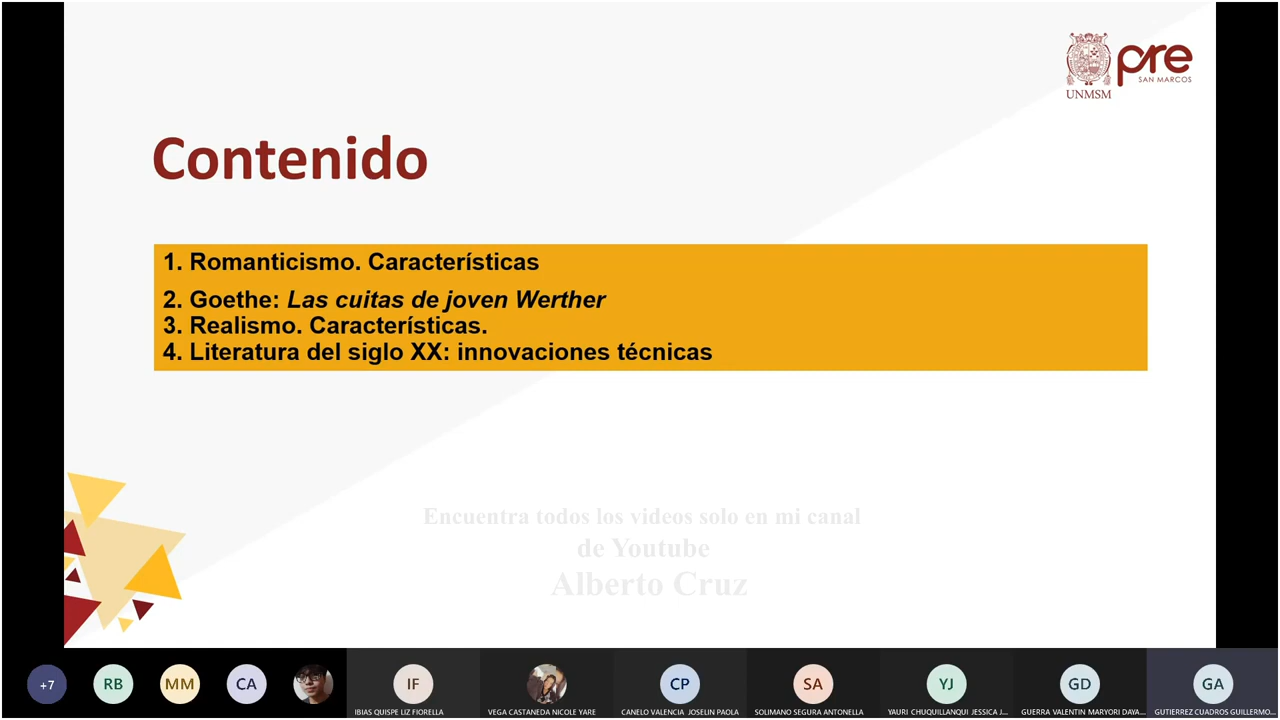 UNMSM
pre
SAN MARCOS
Contenido
1. Romanticismo. Características
2. Goethe: Las cuitas de joven Werther
3. Realismo. Características.
4. Literatura del siglo XX: innovaciones técnicas
Encuentra todos los videos solo en mi canal
de Youtube
Alberto Cruz
+7
RB
MM
CA
IF
CP
SA
YJ
GD
GA
IBIAS QUISPE LIZ FIORELLA
VEGA CASTANEDA NICOLE YARE
CANELO VALENCIA JOSELIN PAOLA
SOLIMANO SEGURA ANTONELLA
YAURI CHUQUILLANQUI JESSICA J...
GUERRA VALENTIN MARYORI DAYA...
GUTIERREZ CUADROS GUILLERMO...